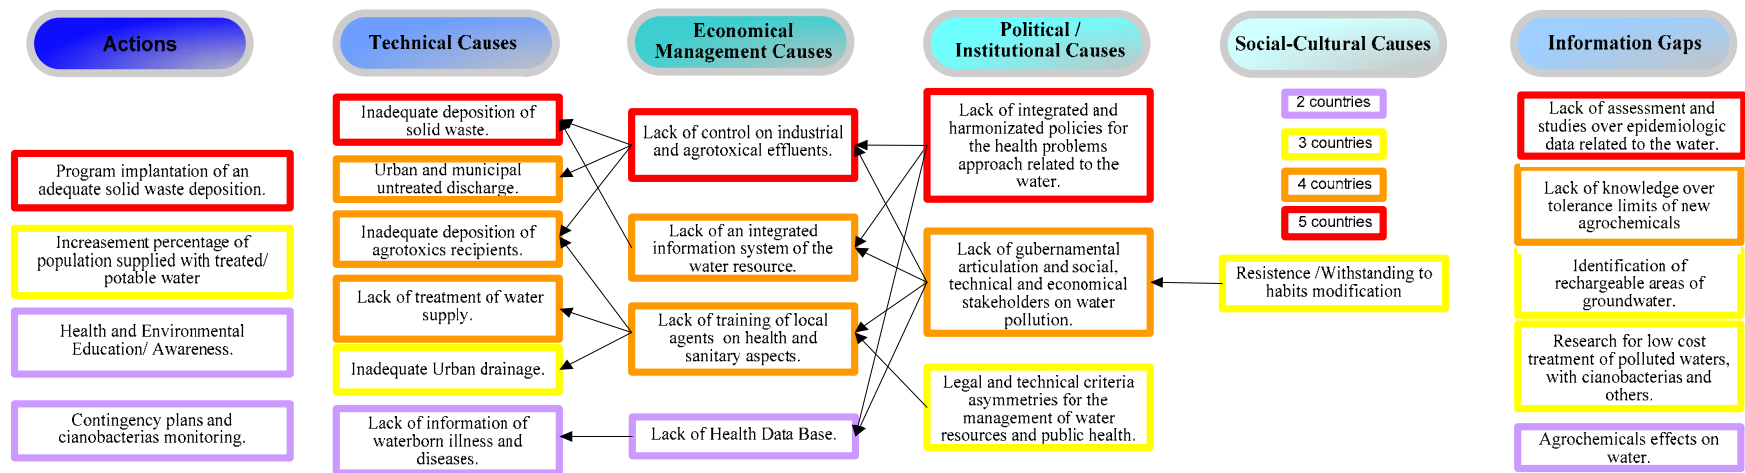 Actions
Technical Causes
Economical
Management Causes
Political /
Institutional Causes
Social-Cultural Causes
Information Gaps
Program implantation of an
adequate solid waste deposition.
Increasement percentage of
population supplied with treated/
potable water
Health and Environmental
Education/ Awareness.
Contingency plans and
cianobacterias monitoring.
Inadequate deposition of
solid waste.
Urban and municipal
untreated discharge.
Inadequate deposition of
agrotoxics recipients.
Lack of treatment of water
supply.
Inadequate Urban drainage.
Lack of information of
waterborn illness and
diseases.
Lack of control on industrial
and agrotoxical effluents.
Lack of an integrated
information system of the
water resource.
Lack of training of local
agents on health and
sanitary aspects.
Lack of Health Data Base.
Lack of integrated and
harmonizated policies for
the health problems
approach related to the
water.
Lack of gubernamental
articulation and social,
technical and economical
stakeholders on water
pollution.
Legal and technical criteria
asymmetries for the
management of water
resources and public health.
2 countries
3 countries
4 countries
5 countries
Resistence /Withstanding to
habits modification
Lack of assessment and
studies over epidemiologic
data related to the water.
Lack of knowledge over
tolerance limits of new
agrochemicals
Identification of
rechargeable areas of
groundwater.
Research for low cost
treatment of polluted waters,
with cianobacterias and
others.
Agrochemicals effects on
water.